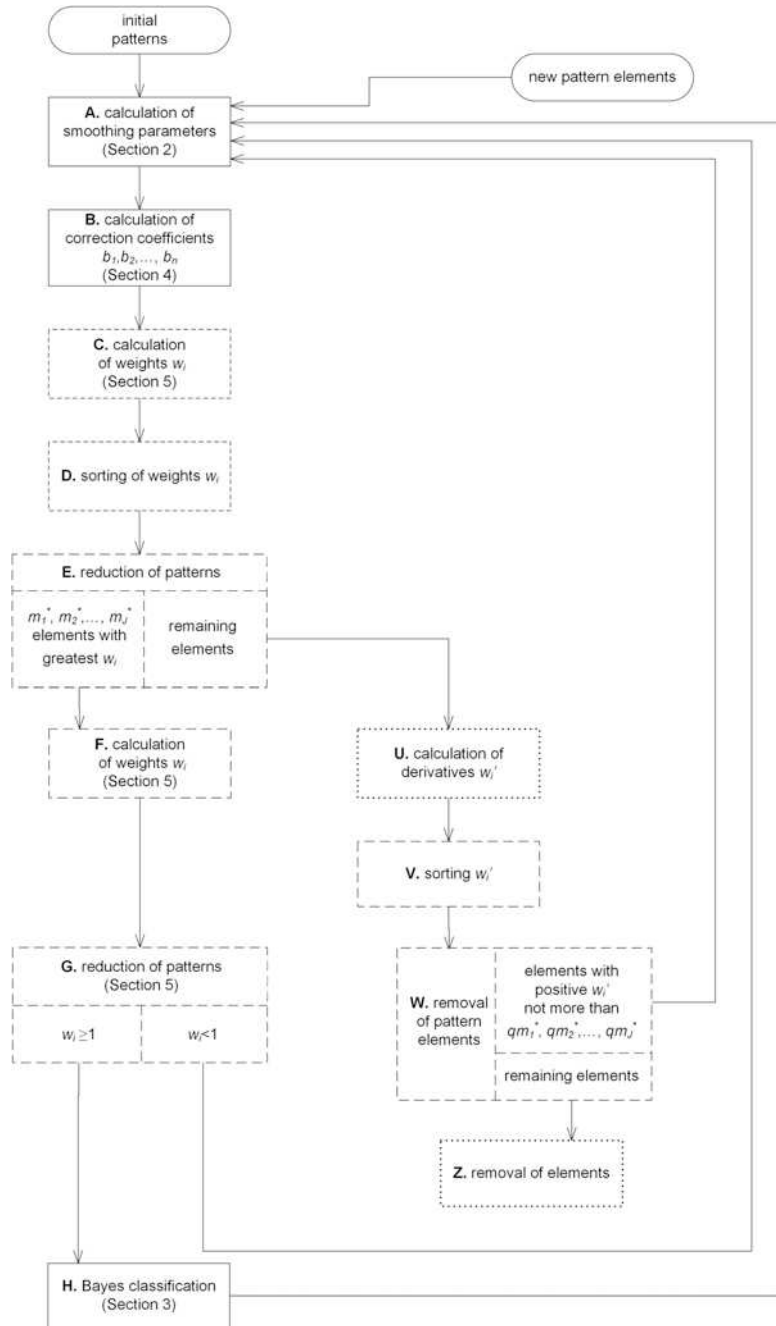 initial
patterns
new pattern elements
A. calculation of
smoothing parameters
(Section 2)
B. calculation of
correction coefficients
b₁,b₂,..., bₙ
(Section 4)
C. calculation
of weights wᵢ
(Section 5)
D. sorting of weights wᵢ
E. reduction of patterns
m₁*, m₂*,..., m_J*
elements with
greatest wᵢ
remaining
elements
F. calculation
of weights wᵢ
(Section 5)
U. calculation of
derivatives wᵢ'
V. sorting wᵢ'
G. reduction of patterns
(Section 5)
wᵢ ≥1
wᵢ<1
W. removal
of pattern
elements
elements with
positive wᵢ'
not more than
qm₁*, qm₂*,..., qm_J*
remaining elements
Z. removal of elements
H. Bayes classification
(Section 3)